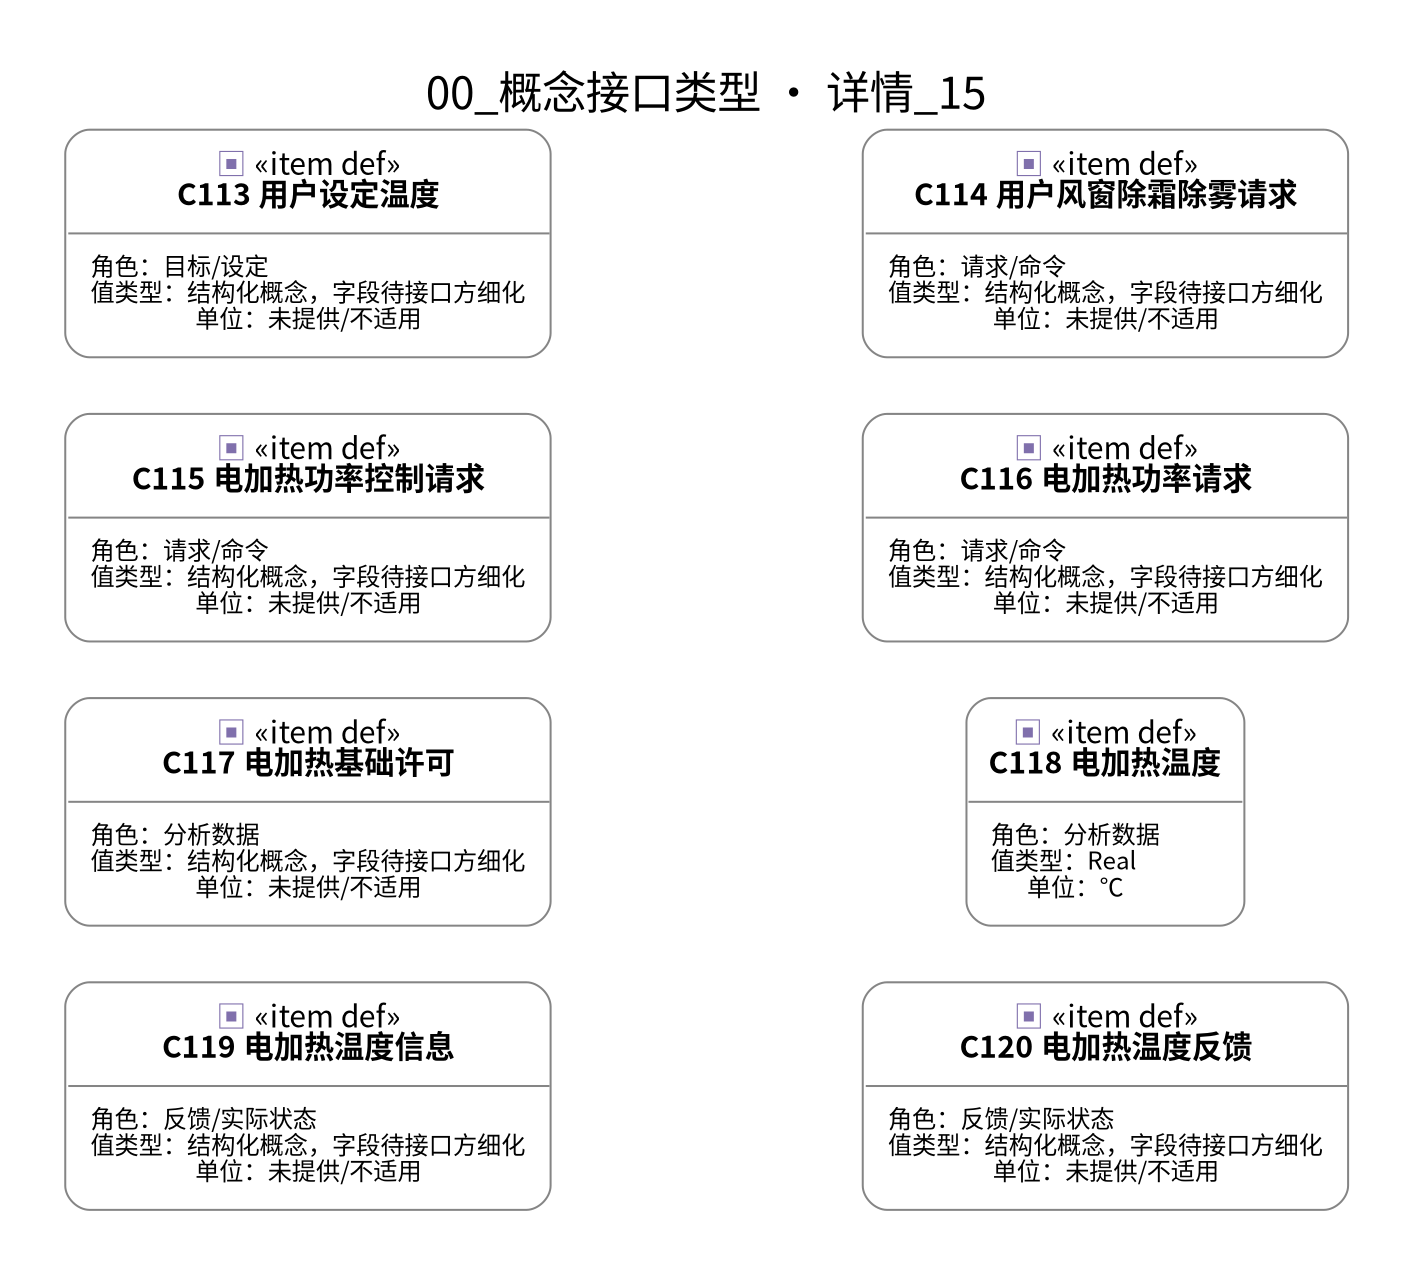 00_概念接口类型 · 详情_15
«item def»
C113 用户设定温度
角色：目标/设定
值类型：结构化概念，字段待接口方细化
单位：未提供/不适用
«item def»
C114 用户风窗除霜除雾请求
角色：请求/命令
值类型：结构化概念，字段待接口方细化
单位：未提供/不适用
«item def»
C115 电加热功率控制请求
角色：请求/命令
值类型：结构化概念，字段待接口方细化
单位：未提供/不适用
«item def»
C116 电加热功率请求
角色：请求/命令
值类型：结构化概念，字段待接口方细化
单位：未提供/不适用
«item def»
C117 电加热基础许可
角色：分析数据
值类型：结构化概念，字段待接口方细化
单位：未提供/不适用
«item def»
C118 电加热温度
角色：分析数据
值类型：Real
单位：℃
«item def»
C119 电加热温度信息
角色：反馈/实际状态
值类型：结构化概念，字段待接口方细化
单位：未提供/不适用
«item def»
C120 电加热温度反馈
角色：反馈/实际状态
值类型：结构化概念，字段待接口方细化
单位：未提供/不适用